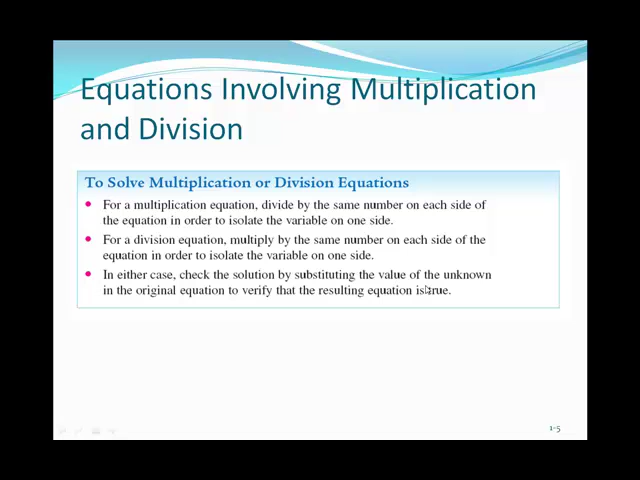 Equations Involving Multiplication
and Division
To Solve Multiplication or Division Equations
• For a multiplication equation, divide by the same number on each side of
the equation in order to isolate the variable on one side.
• For a division equation, multiply by the same number on each side of the
equation in order to isolate the variable on one side.
• In either case, check the solution by substituting the value of the unknown
in the original equation to verify that the resulting equation is true.
1-5